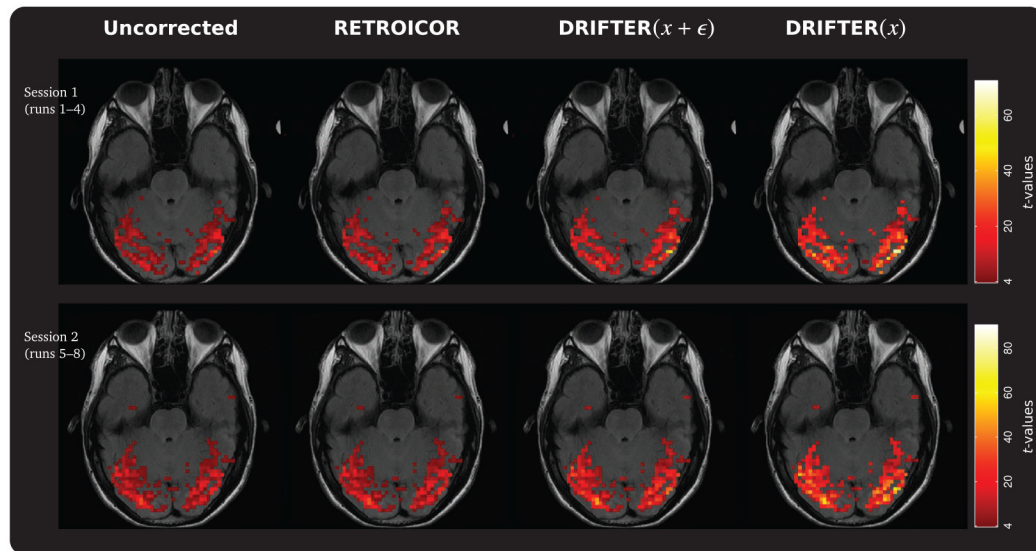 Uncorrected RETROICOR DRIFTER(x + ϵ) DRIFTER(x)
Session 1
(runs 1–4)
60
40
20
4
t-values
Session 2
(runs 5–8)
80
60
40
20
4
t-values